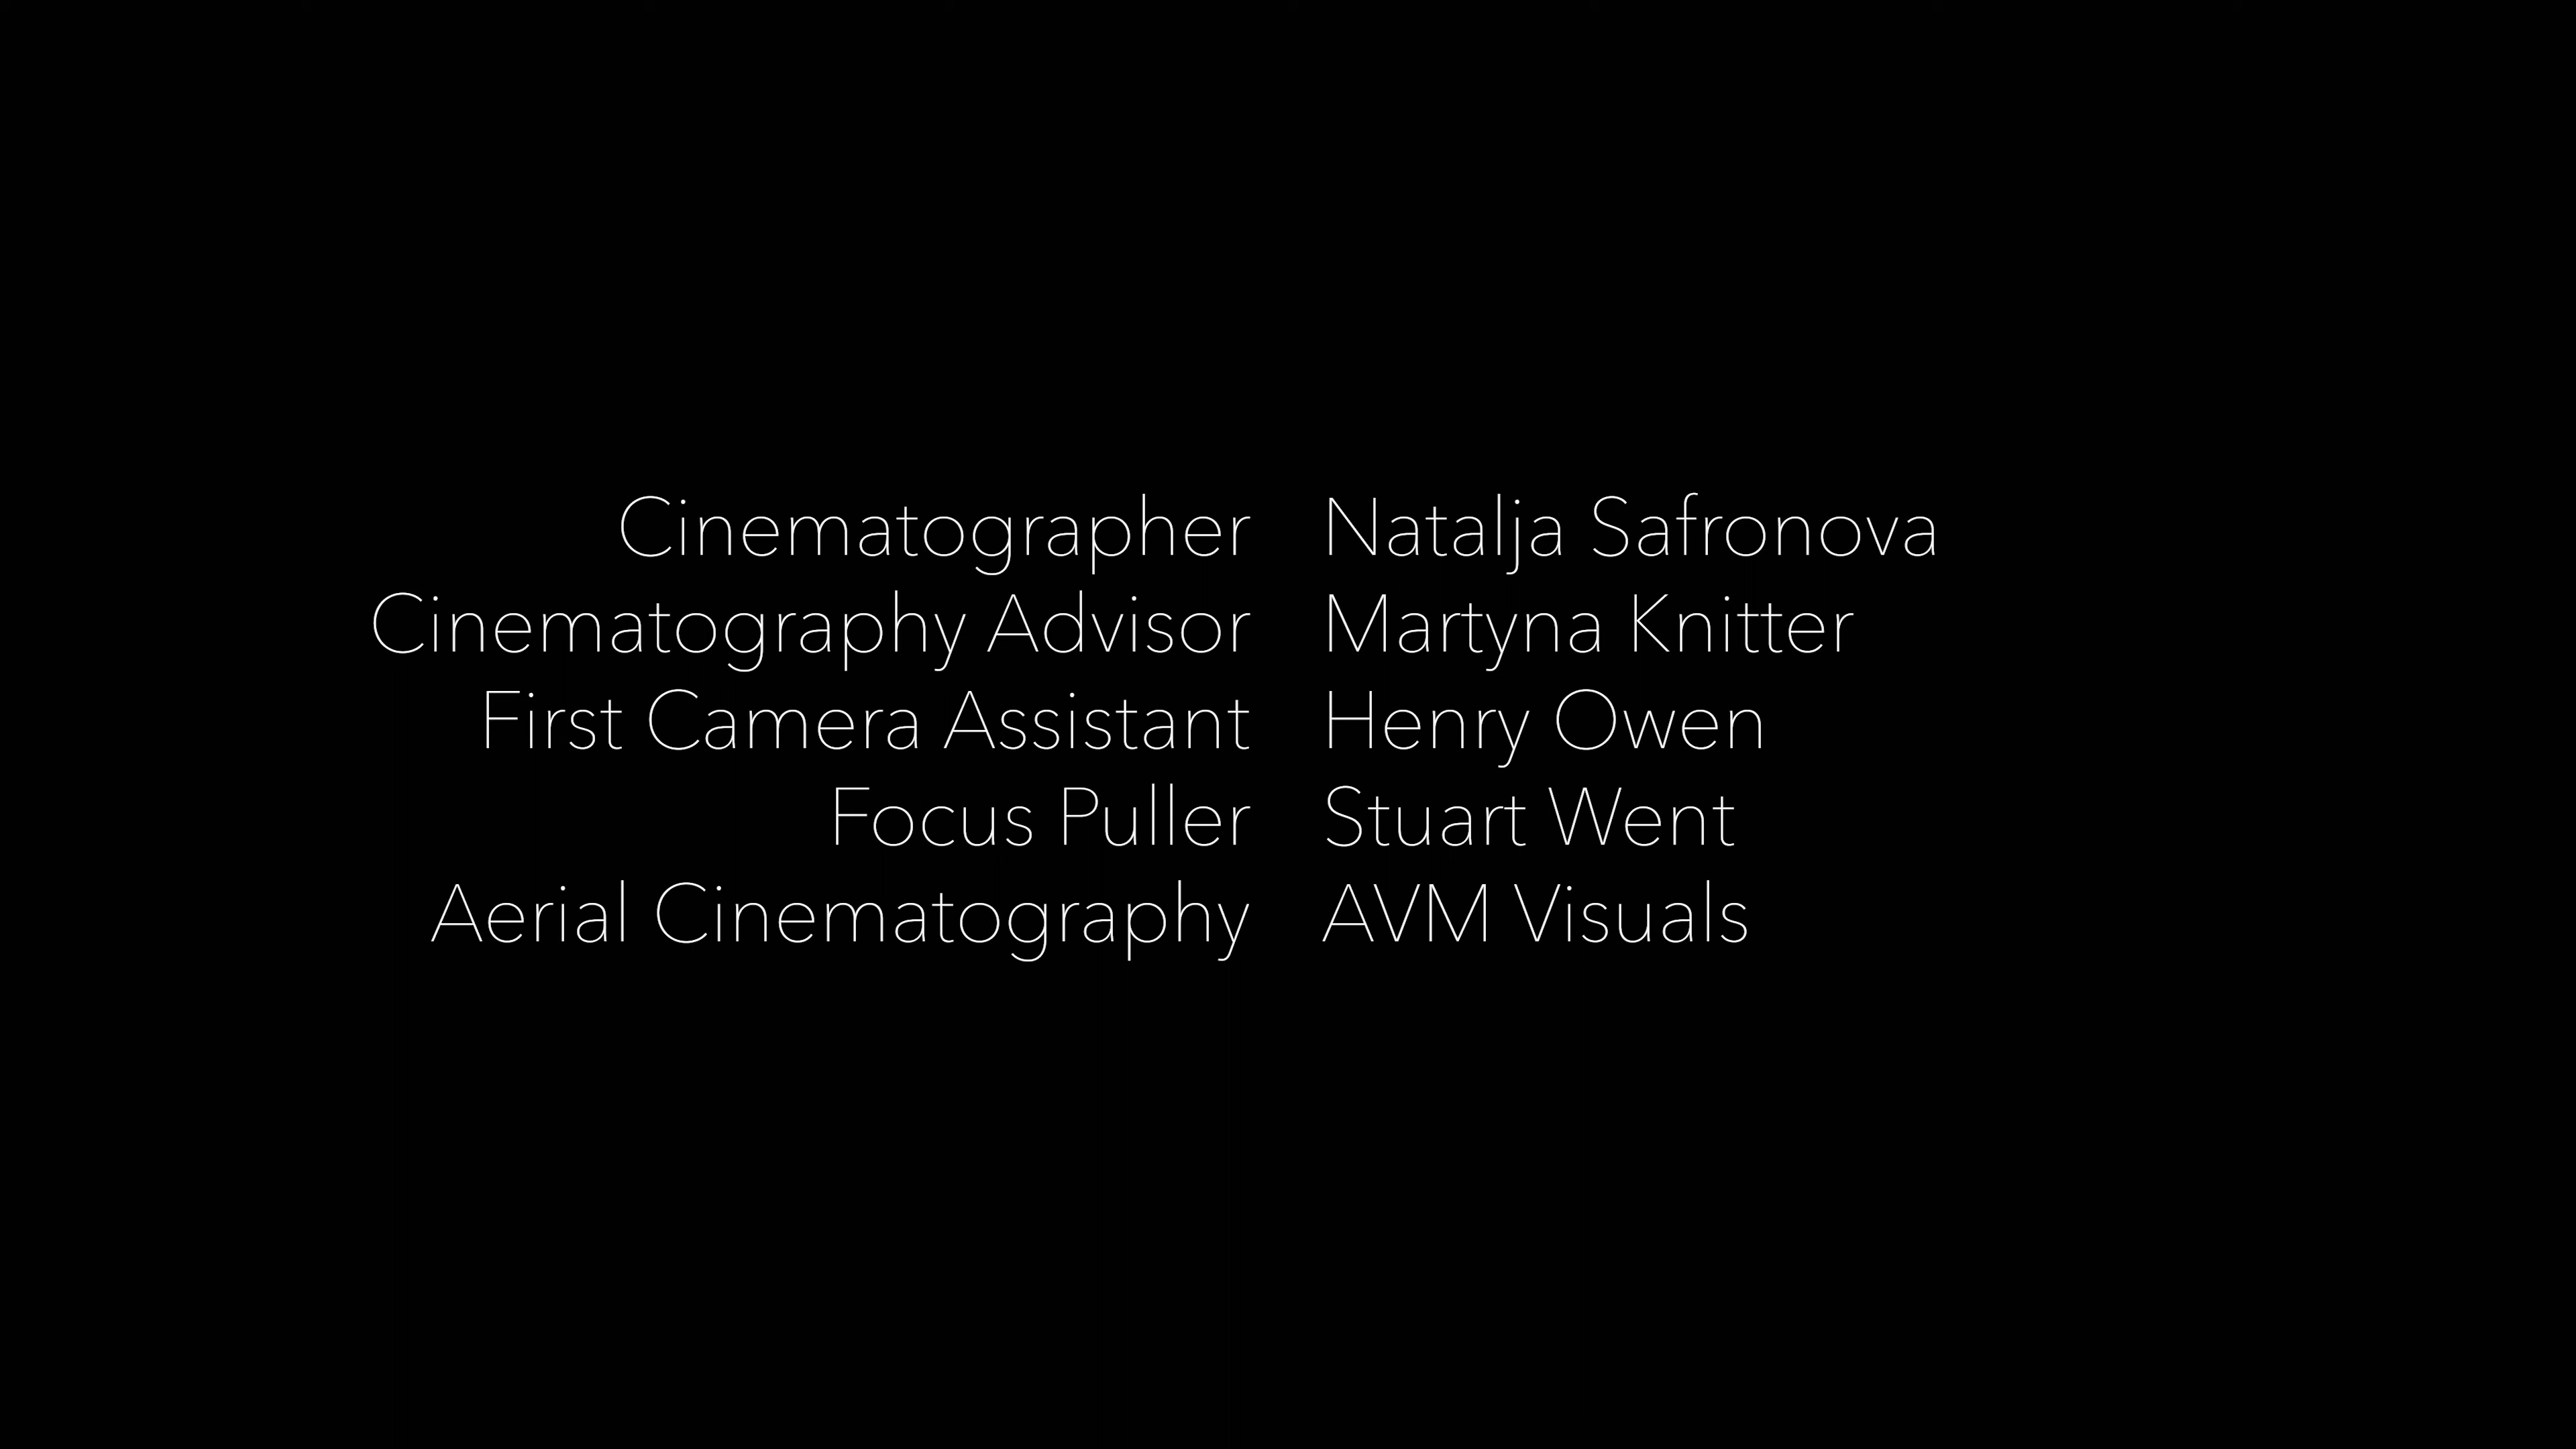 Cinematographer Natalja Safronova
Cinematography Advisor Martyna Knitter
First Camera Assistant Henry Owen
Focus Puller Stuart Went
Aerial Cinematography AVM Visuals